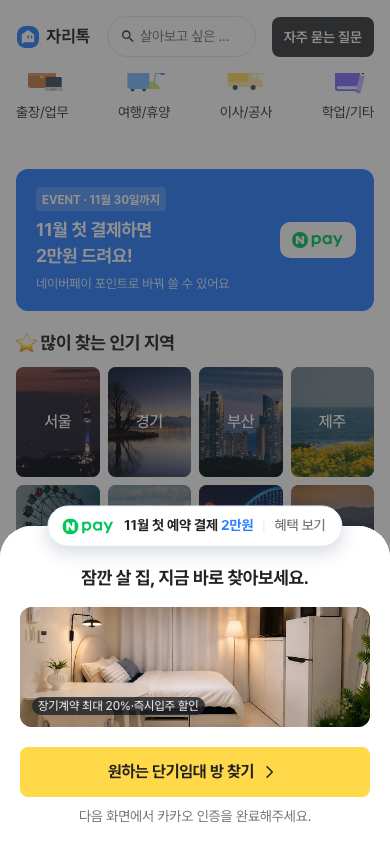 자리톡
살아보고 싶은 ...
자주 묻는 질문
출장/업무
여행/휴양
이사/공사
학업/기타
EVENT · 11월 30일까지
11월 첫 결제하면
2만원 드려요!
N pay
네이버페이 포인트로 바꿔 쓸 수 있어요
많이 찾는 인기 지역
서울
경기
부산
제주
N pay 11월 첫 예약 결제 2만원 혜택 보기
잠깐 살 집, 지금 바로 찾아보세요.
장기계약 최대 20%·즉시입주 할인
원하는 단기임대 방 찾기
다음 화면에서 카카오 인증을 완료해주세요.